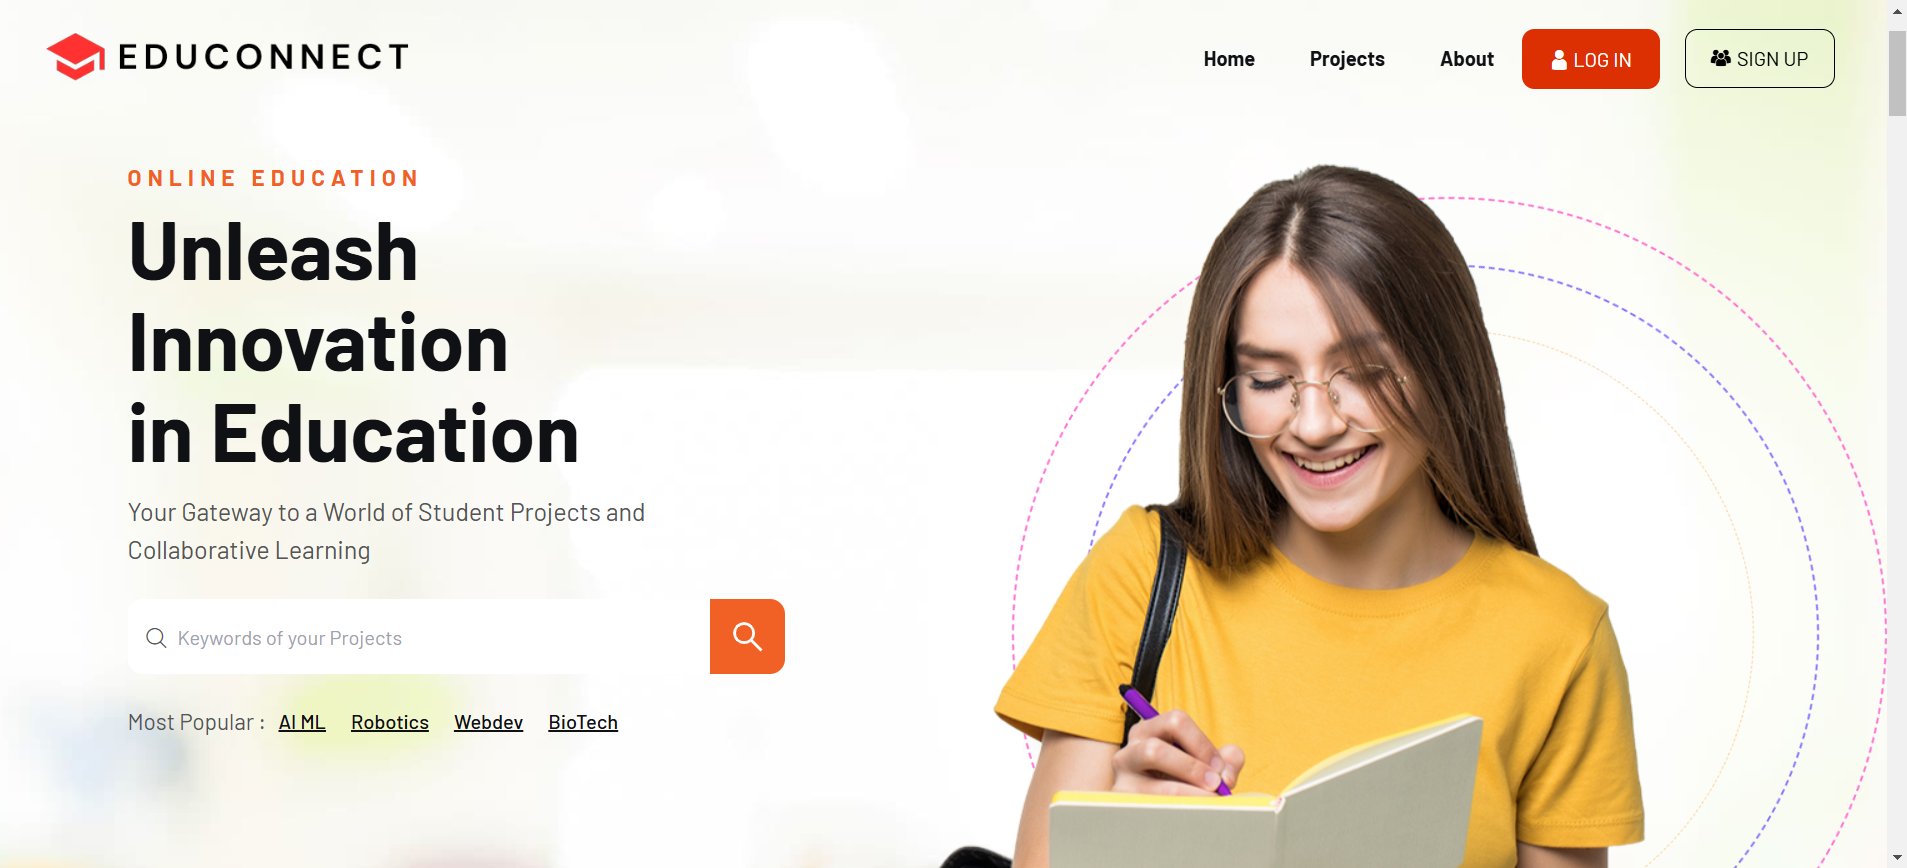 EDUCONNECT
Home Projects About LOG IN SIGN UP
ONLINE EDUCATION
Unleash
Innovation
in Education
Your Gateway to a World of Student Projects and
Collaborative Learning
Keywords of your Projects
Most Popular : AI ML Robotics Webdev BioTech